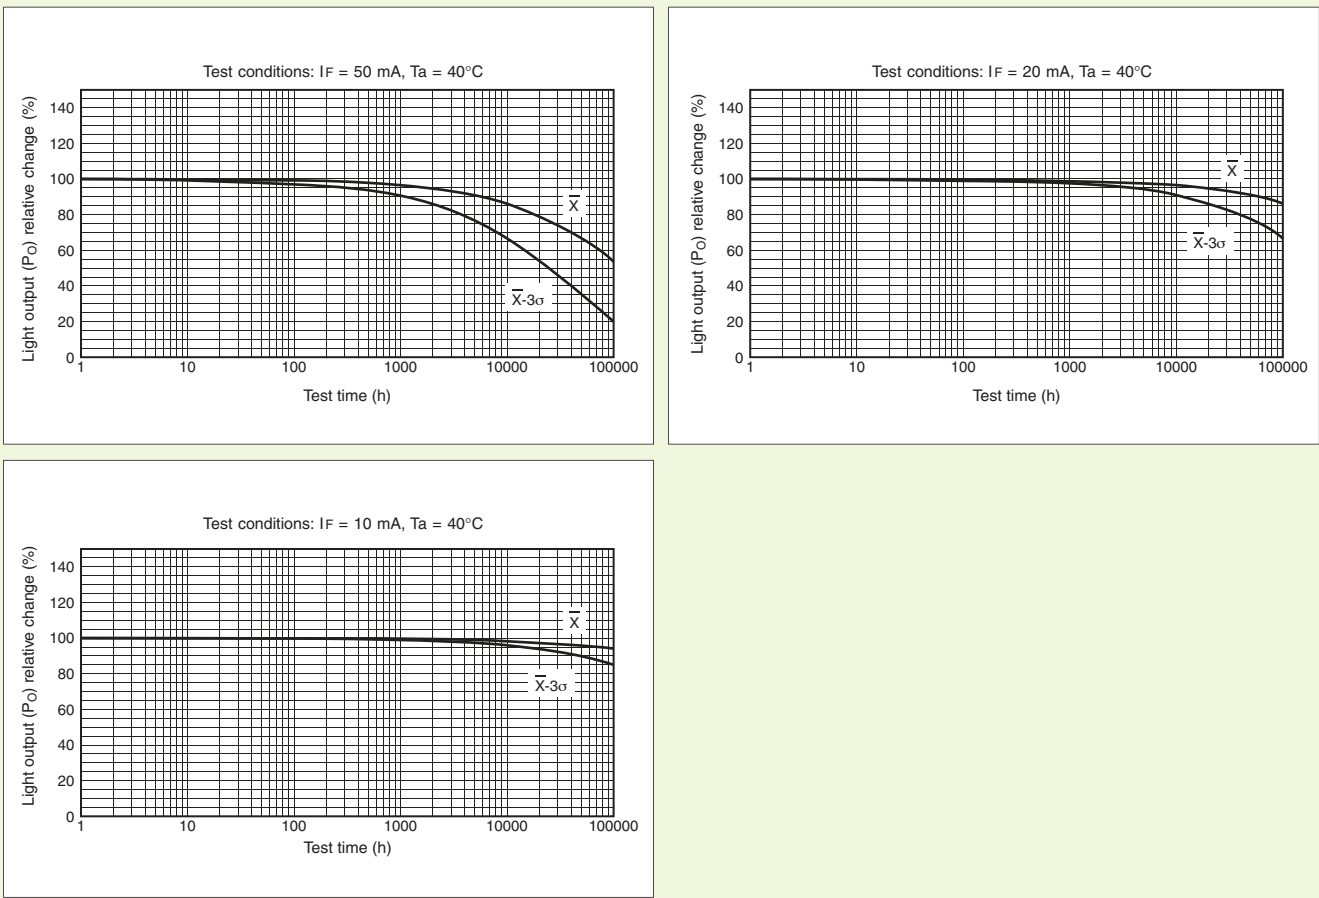 Test conditions: IF = 50 mA, Ta = 40°C
Light output (PO) relative change (%)
140
120
100
80
60
40
20
0
X̅
X̅-3σ
1 10 100 1000 10000 100000
Test time (h)
Test conditions: IF = 20 mA, Ta = 40°C
Light output (PO) relative change (%)
140
120
100
80
60
40
20
0
X̅
X̅-3σ
1 10 100 1000 10000 100000
Test time (h)
Test conditions: IF = 10 mA, Ta = 40°C
Light output (PO) relative change (%)
140
120
100
80
60
40
20
0
X̅
X̅-3σ
1 10 100 1000 10000 100000
Test time (h)